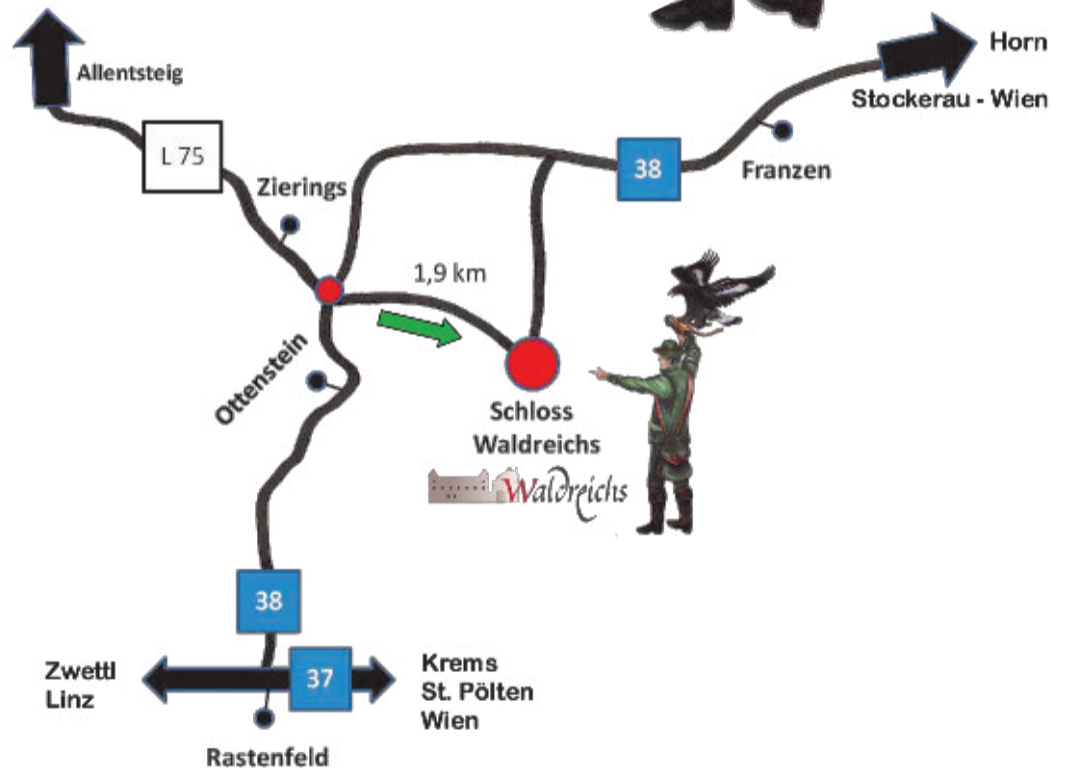 Horn
Allentsteig
Stockerau - Wien
L 75
38
Franzen
Zierings
1,9 km
Ottenstein
Schloss
Waldreichs
Waldreichs
38
Zwettl
Linz
37
Krems
St. Pölten
Wien
Rastenfeld